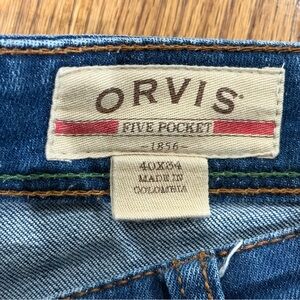 ORVIS
FIVE POCKET
-1856-
40X34
MADE IN
COLOMBIA